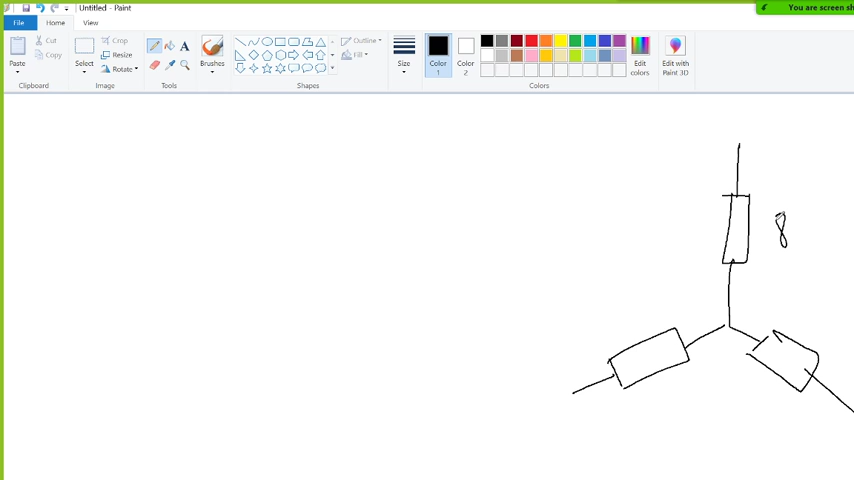 Untitled - Paint
You are screen sh
File Home View
Paste
Cut
Copy
Clipboard
Select
Crop
Resize
Rotate
Image
A
Tools
Brushes
Shapes
Outline
Fill
Size
Color 1
Color 2
Edit colors
Colors
Edit with Paint 3D
8